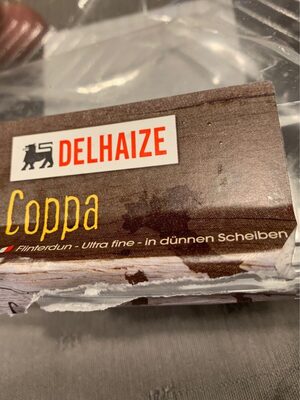 DELHAIZE
Coppa
Flinterdun - Ultra fine - in dünnen Scheiben